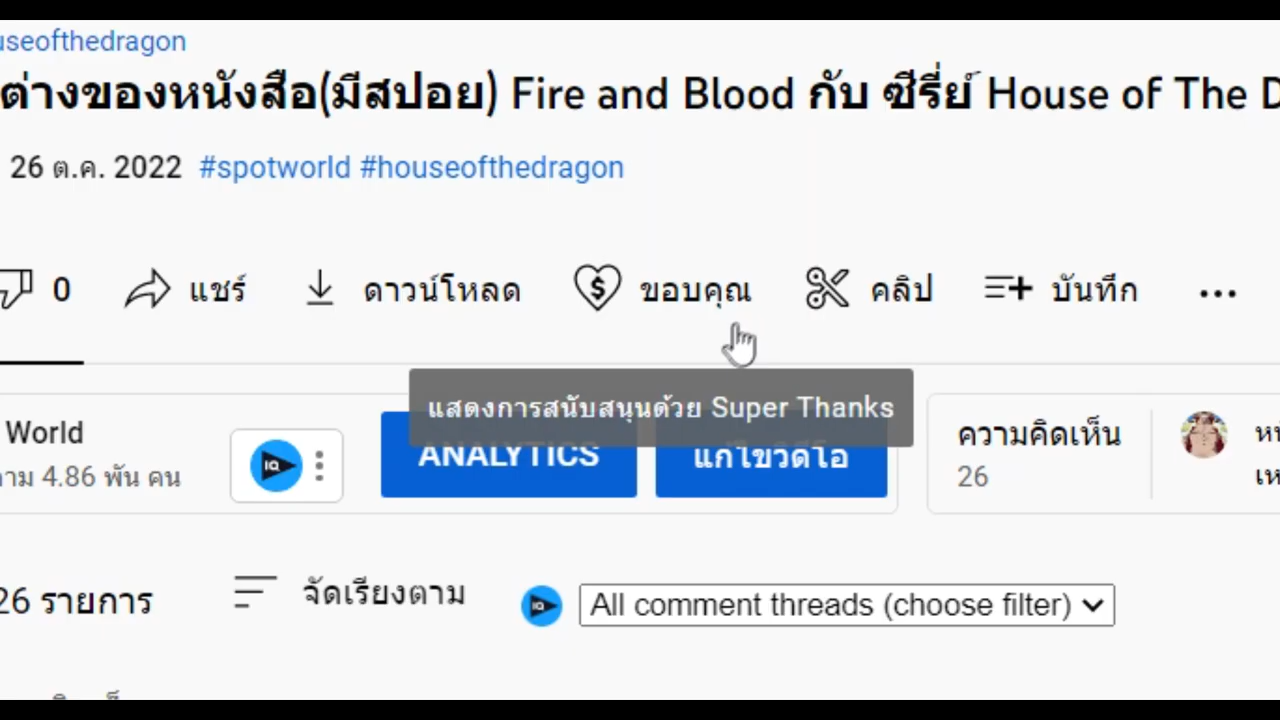 useofthedragon
ต่างของหนังสือ(มีสปอย) Fire and Blood กับ ซีรี่ย์ House of The D
26 ต.ค. 2022 #spotworld #houseofthedragon
0 แชร์ ดาวน์โหลด ขอบคุณ คลิป บันทึก
แสดงการสนับสนุนด้วย Super Thanks
World
4.86 พัน คน
IQ
ANALYTICS
แก้ไขวิดีโอ
ความคิดเห็น
26
26 รายการ
จัดเรียงตาม
IQ
All comment threads (choose filter)